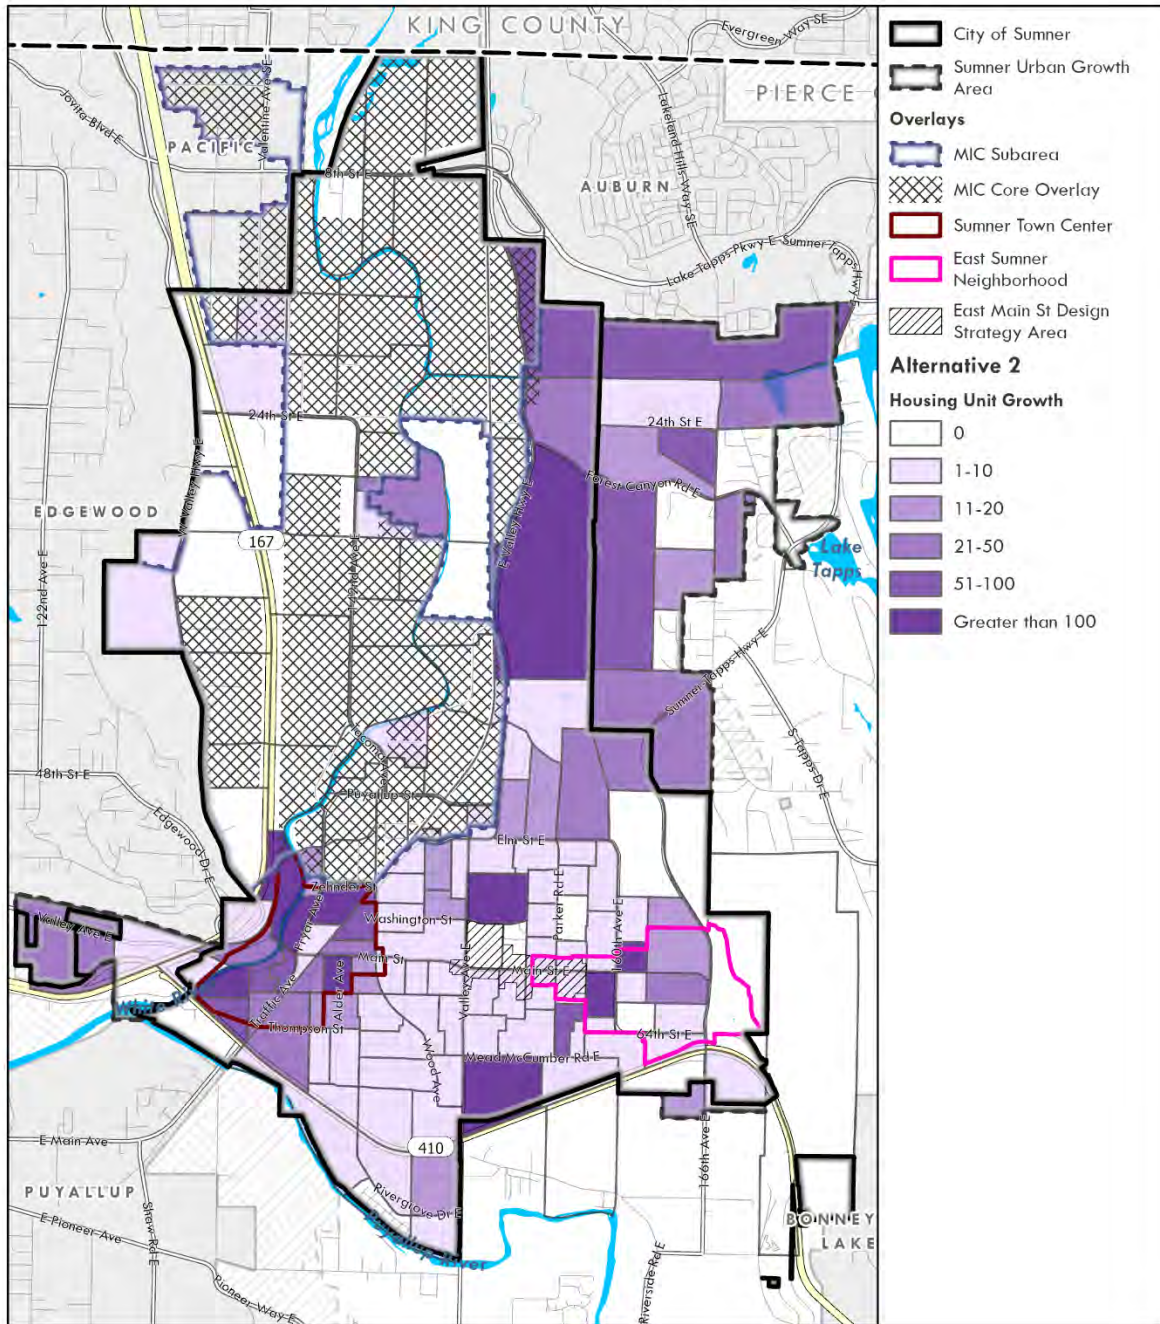 KING COUNTY
Evergreen Way SE
PIERCE C
Jovita Blvd E
Valentine Ave SE
PACIFIC
8th St E
AUBURN
Lakeland Hills Way SE
Lake Tapps Pkwy E
Sumner Tapps Hwy E
24th St E
24th St E
W Valley Hwy E
E Valley Hwy E
Forest Canyon Rd E
EDGEWOOD
167
122nd Ave E
142nd Ave E
Lake
Tapps
Sumner Tapps Hwy E
S Tapps Dr E
Tacoma Ave
48th St E
Puyallup St
Edgewood Dr E
Elm St E
Zehnder St
Valley Ave E
Fryar Ave
Washington St
Parker Rd E
160th Ave E
Main St
Main St E
Valley Ave E
Alder Ave
White Ri
Traffic Ave
Thompson St
64th St E
Wood Ave
Mead McCumber Rd E
E Main Ave
410
166th Ave E
PUYALLUP
Shaw Rd E
Rivergrove Dr E
E Pioneer Ave
Puyallup River
BONNEY
LAKE
Pioneer Way E
Riverside Rd E
City of Sumner
Sumner Urban Growth
Area
Overlays
MIC Subarea
MIC Core Overlay
Sumner Town Center
East Sumner
Neighborhood
East Main St Design
Strategy Area
Alternative 2
Housing Unit Growth
0
1-10
11-20
21-50
51-100
Greater than 100